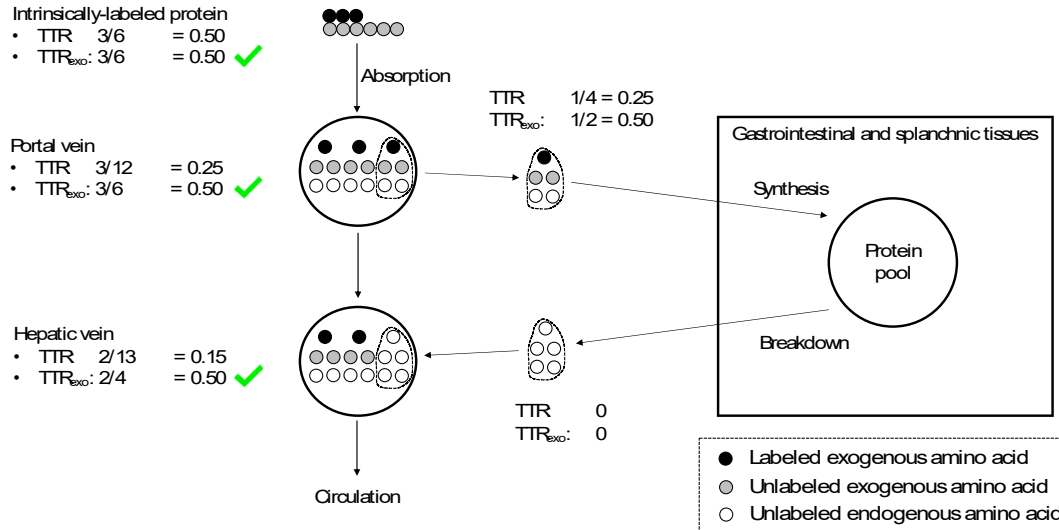 Intrinsically-labeled protein
• TTR 3/6 = 0.50
• TTRexo: 3/6 = 0.50
Absorption
TTR 1/4 = 0.25
TTRexo: 1/2 = 0.50
Gastrointestinal and splanchnic tissues
Portal vein
• TTR 3/12 = 0.25
• TTRexo: 3/6 = 0.50
Synthesis
Protein
pool
Hepatic vein
• TTR 2/13 = 0.15
• TTRexo: 2/4 = 0.50
Breakdown
TTR 0
TTRexo: 0
Circulation
Labeled exogenous amino acid
Unlabeled exogenous amino acid
Unlabeled endogenous amino acid